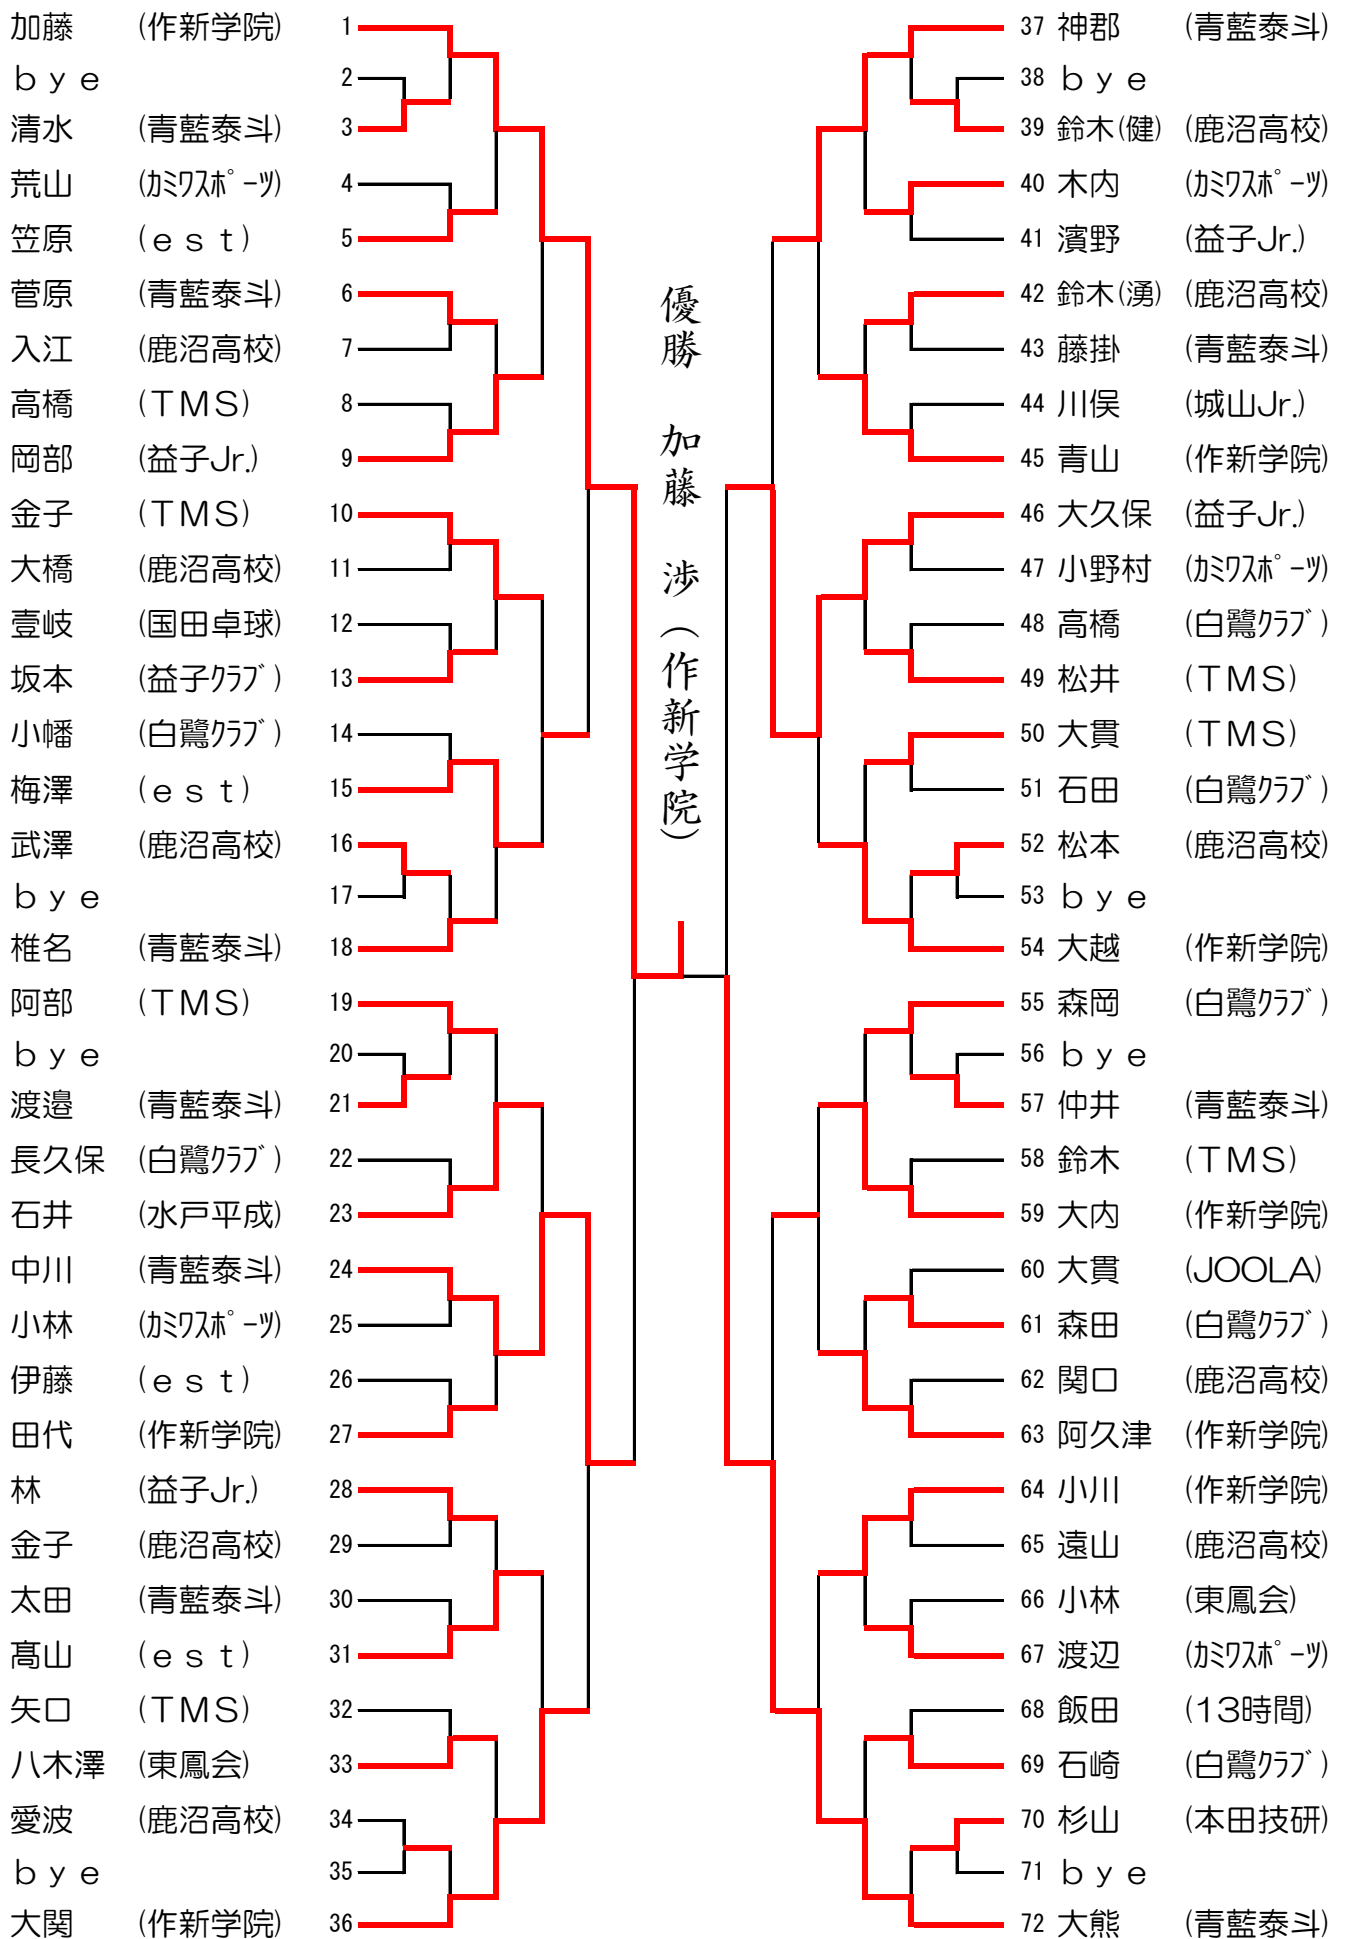 加藤 (作新学院) 1
ｂｙｅ 2
清水 (青藍泰斗) 3
荒山 (ｶﾐﾜｽﾎﾟｰﾂ) 4
笠原 (ｅｓｔ) 5
菅原 (青藍泰斗) 6
入江 (鹿沼高校) 7
高橋 (ＴＭＳ) 8
岡部 (益子Jr.) 9
金子 (ＴＭＳ) 10
大橋 (鹿沼高校) 11
壹岐 (国田卓球) 12
坂本 (益子ｸﾗﾌﾞ) 13
小幡 (白鷺ｸﾗﾌﾞ) 14
梅澤 (ｅｓｔ) 15
武澤 (鹿沼高校) 16
ｂｙｅ 17
椎名 (青藍泰斗) 18
阿部 (ＴＭＳ) 19
ｂｙｅ 20
渡邉 (青藍泰斗) 21
長久保 (白鷺ｸﾗﾌﾞ) 22
石井 (水戸平成) 23
中川 (青藍泰斗) 24
小林 (ｶﾐﾜｽﾎﾟｰﾂ) 25
伊藤 (ｅｓｔ) 26
田代 (作新学院) 27
林 (益子Jr.) 28
金子 (鹿沼高校) 29
太田 (青藍泰斗) 30
髙山 (ｅｓｔ) 31
矢口 (ＴＭＳ) 32
八木澤 (東鳳会) 33
愛波 (鹿沼高校) 34
ｂｙｅ 35
大関 (作新学院) 36
優勝 加藤 渉（作新学院）
37 神郡 (青藍泰斗)
38 ｂｙｅ
39 鈴木(健) (鹿沼高校)
40 木内 (ｶﾐﾜｽﾎﾟｰﾂ)
41 濱野 (益子Jr.)
42 鈴木(湧) (鹿沼高校)
43 藤掛 (青藍泰斗)
44 川俣 (城山Jr.)
45 青山 (作新学院)
46 大久保 (益子Jr.)
47 小野村 (ｶﾐﾜｽﾎﾟｰﾂ)
48 高橋 (白鷺ｸﾗﾌﾞ)
49 松井 (ＴＭＳ)
50 大貫 (ＴＭＳ)
51 石田 (白鷺ｸﾗﾌﾞ)
52 松本 (鹿沼高校)
53 ｂｙｅ
54 大越 (作新学院)
55 森岡 (白鷺ｸﾗﾌﾞ)
56 ｂｙｅ
57 仲井 (青藍泰斗)
58 鈴木 (ＴＭＳ)
59 大内 (作新学院)
60 大貫 (JOOLA)
61 森田 (白鷺ｸﾗﾌﾞ)
62 関口 (鹿沼高校)
63 阿久津 (作新学院)
64 小川 (作新学院)
65 遠山 (鹿沼高校)
66 小林 (東鳳会)
67 渡辺 (ｶﾐﾜｽﾎﾟｰﾂ)
68 飯田 (13時間)
69 石崎 (白鷺ｸﾗﾌﾞ)
70 杉山 (本田技研)
71 ｂｙｅ
72 大熊 (青藍泰斗)